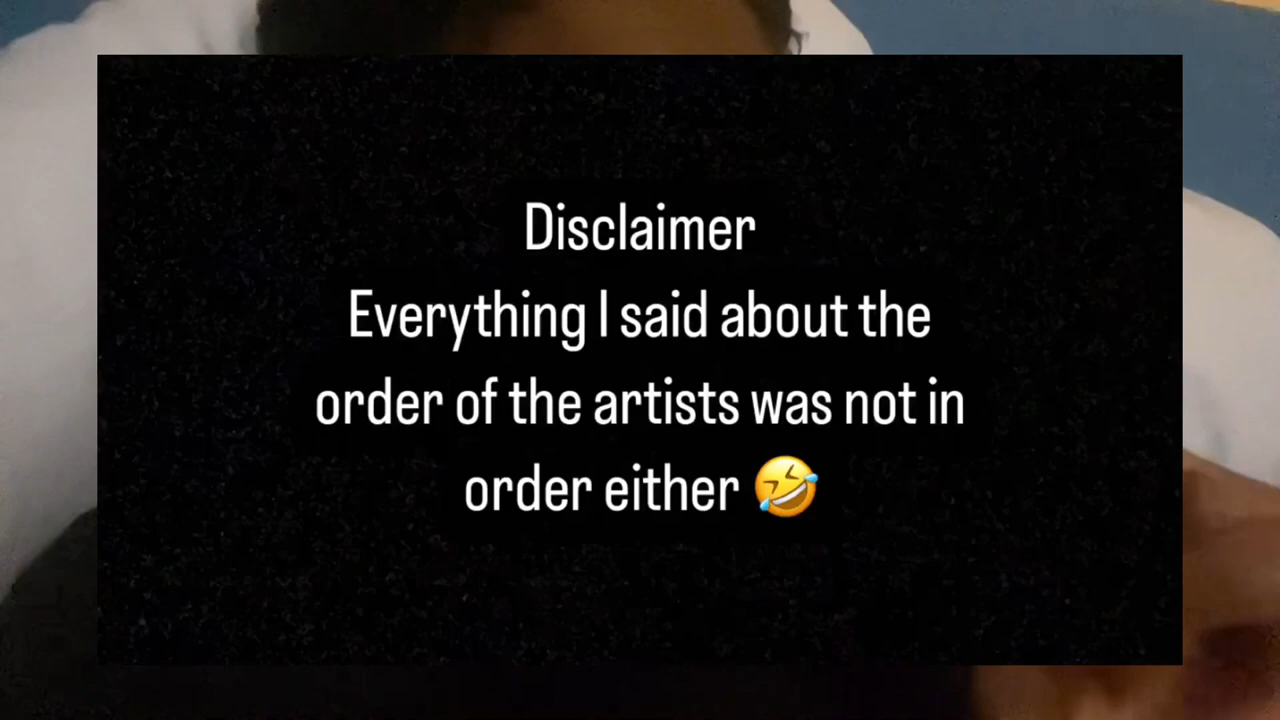 Disclaimer
Everything I said about the
order of the artists was not in
order either 🤣